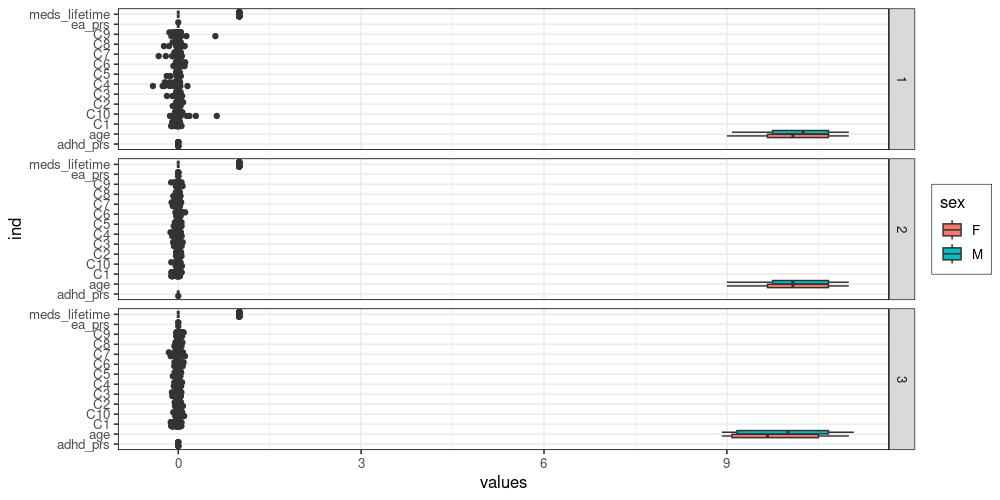 meds_lifetime
ea_prs
C9
C8
C7
C6
C5
C4
C3
C2
C10
C1
age
adhd_prs
1
meds_lifetime
ea_prs
C9
C8
C7
C6
C5
C4
C3
C2
C10
C1
age
adhd_prs
2
meds_lifetime
ea_prs
C9
C8
C7
C6
C5
C4
C3
C2
C10
C1
age
adhd_prs
3
ind
0 3 6 9
values
sex
F
M